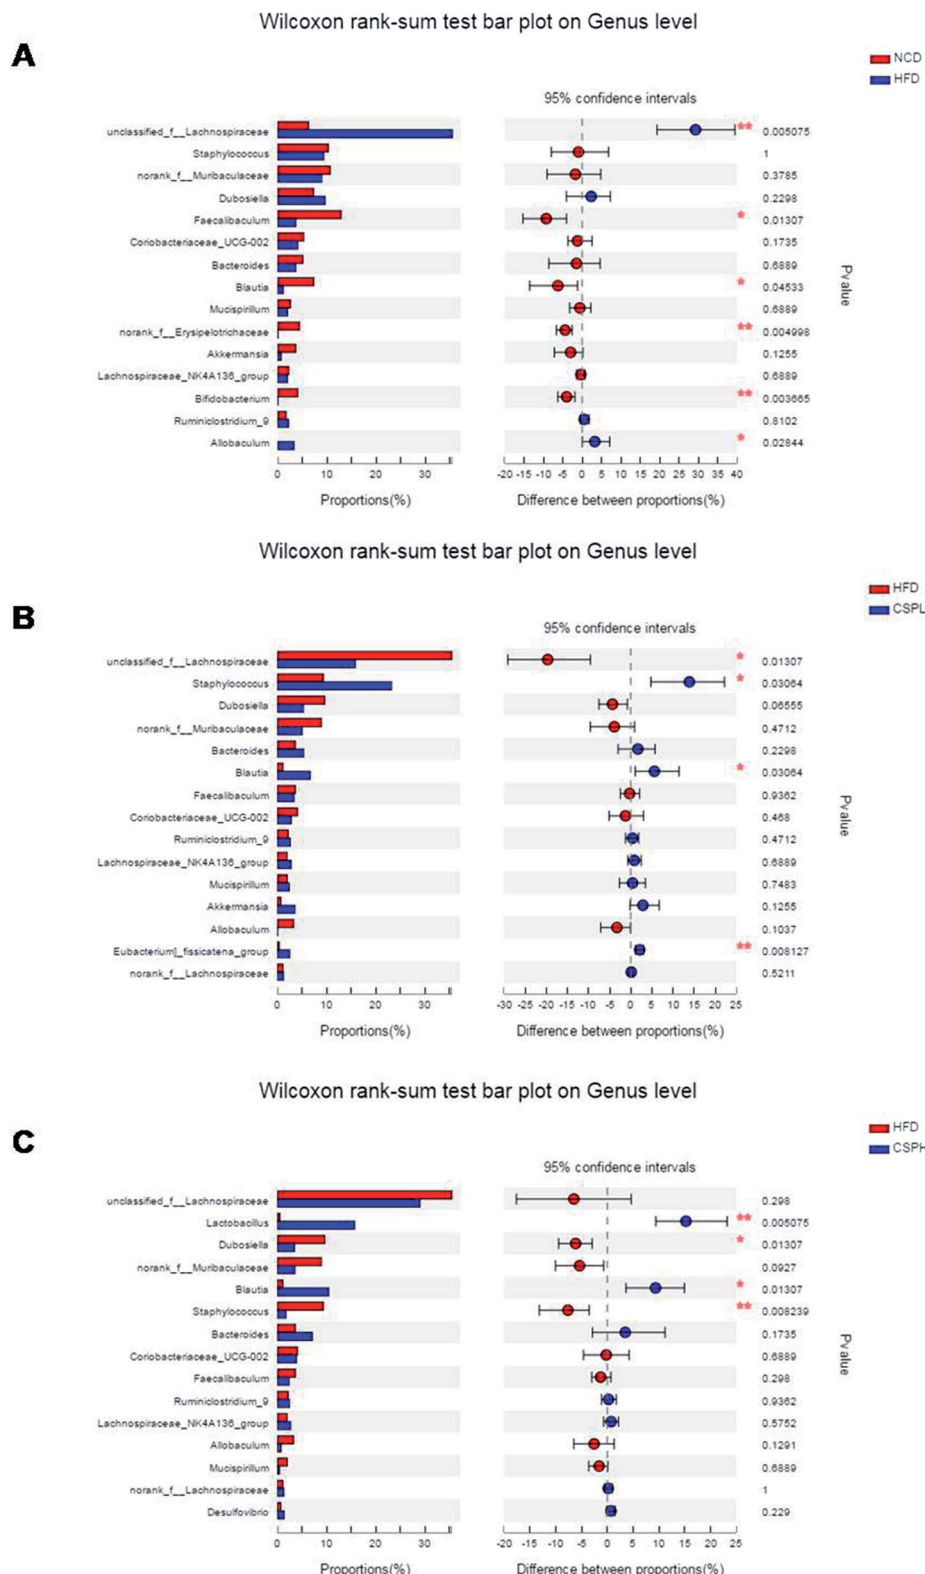 Wilcoxon rank-sum test bar plot on Genus level
A
NCD
HFD
95% confidence intervals
unclassified_f__Lachnospiraceae ** 0.005075
Staphylococcus 1
norank_f__Muribaculaceae 0.3785
Dubosiella 0.2298
Faecalibaculum * 0.01307
Coriobacteriaceae_UCG-002 0.1735
Bacteroides 0.6889
Blautia * 0.04533
Mucispirillum 0.6889
norank_f__Erysipelotrichaceae ** 0.004998
Akkermansia 0.1255
Lachnospiraceae_NK4A136_group 0.6889
Bifidobacterium ** 0.003665
Ruminiclostridium_9 0.8102
Allobaculum * 0.02844
Pvalue
0 10 20 30 -20 -15 -10 -5 0 5 10 15 20 25 30 35 40
Proportions(%) Difference between proportions(%)
Wilcoxon rank-sum test bar plot on Genus level
B
HFD
CSPL
95% confidence intervals
unclassified_f__Lachnospiraceae * 0.01307
Staphylococcus * 0.03064
Dubosiella 0.06555
norank_f__Muribaculaceae 0.4712
Bacteroides 0.2298
Blautia * 0.03064
Faecalibaculum 0.9362
Coriobacteriaceae_UCG-002 0.468
Ruminiclostridium_9 0.4712
Lachnospiraceae_NK4A136_group 0.6889
Mucispirillum 0.7483
Akkermansia 0.1255
Allobaculum 0.1037
Eubacterium]_fissicatena_group ** 0.008127
norank_f__Lachnospiraceae 0.5211
Pvalue
0 10 20 30 -30 -25 -20 -15 -10 -5 0 5 10 15 20 25
Proportions(%) Difference between proportions(%)
Wilcoxon rank-sum test bar plot on Genus level
C
HFD
CSPH
95% confidence intervals
unclassified_f__Lachnospiraceae 0.298
Lactobacillus ** 0.005075
Dubosiella * 0.01307
norank_f__Muribaculaceae 0.0927
Blautia * 0.01307
Staphylococcus ** 0.008239
Bacteroides 0.1735
Coriobacteriaceae_UCG-002 0.6889
Faecalibaculum 0.298
Ruminiclostridium_9 0.9362
Lachnospiraceae_NK4A136_group 0.5752
Allobaculum 0.1291
Mucispirillum 0.6889
norank_f__Lachnospiraceae 1
Desulfovibrio 0.229
Pvalue
0 10 20 30 -20 -15 -10 -5 0 5 10 15 20 25
Proportions(%) Difference between proportions(%)